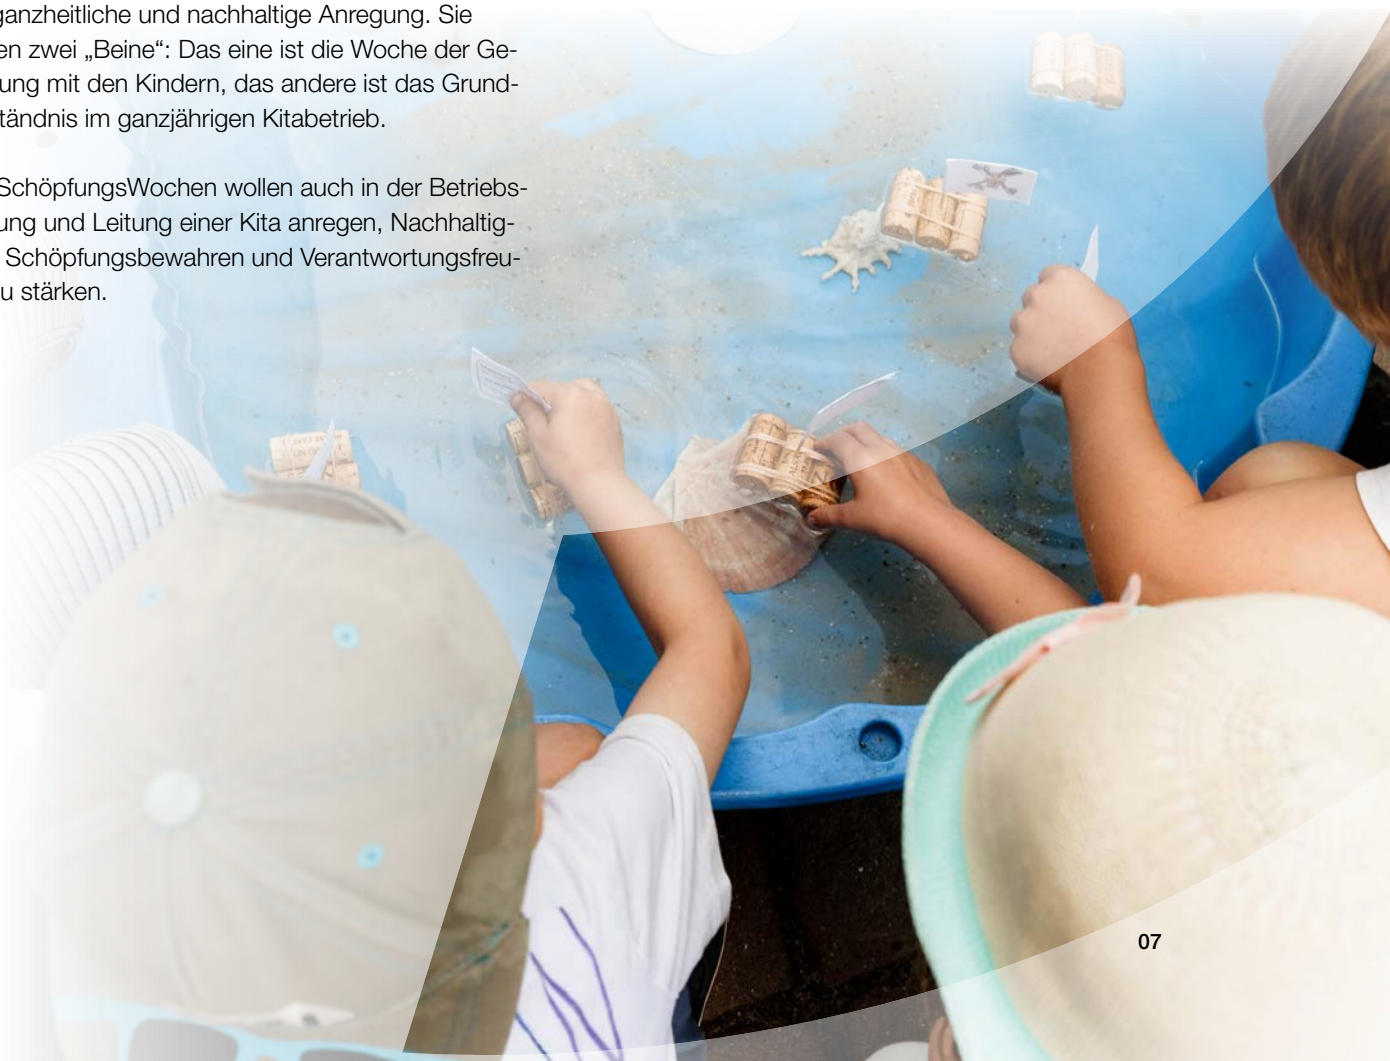 ganzheitliche und nachhaltige Anregung. Sie
en zwei „Beine“: Das eine ist die Woche der Ge-
ung mit den Kindern, das andere ist das Grund-
tändnis im ganzjährigen Kitabetrieb.
SchöpfungsWochen wollen auch in der Betriebs-
ung und Leitung einer Kita anregen, Nachhaltig-
Schöpfungsbewahren und Verantwortungsfreu-
u stärken.
07